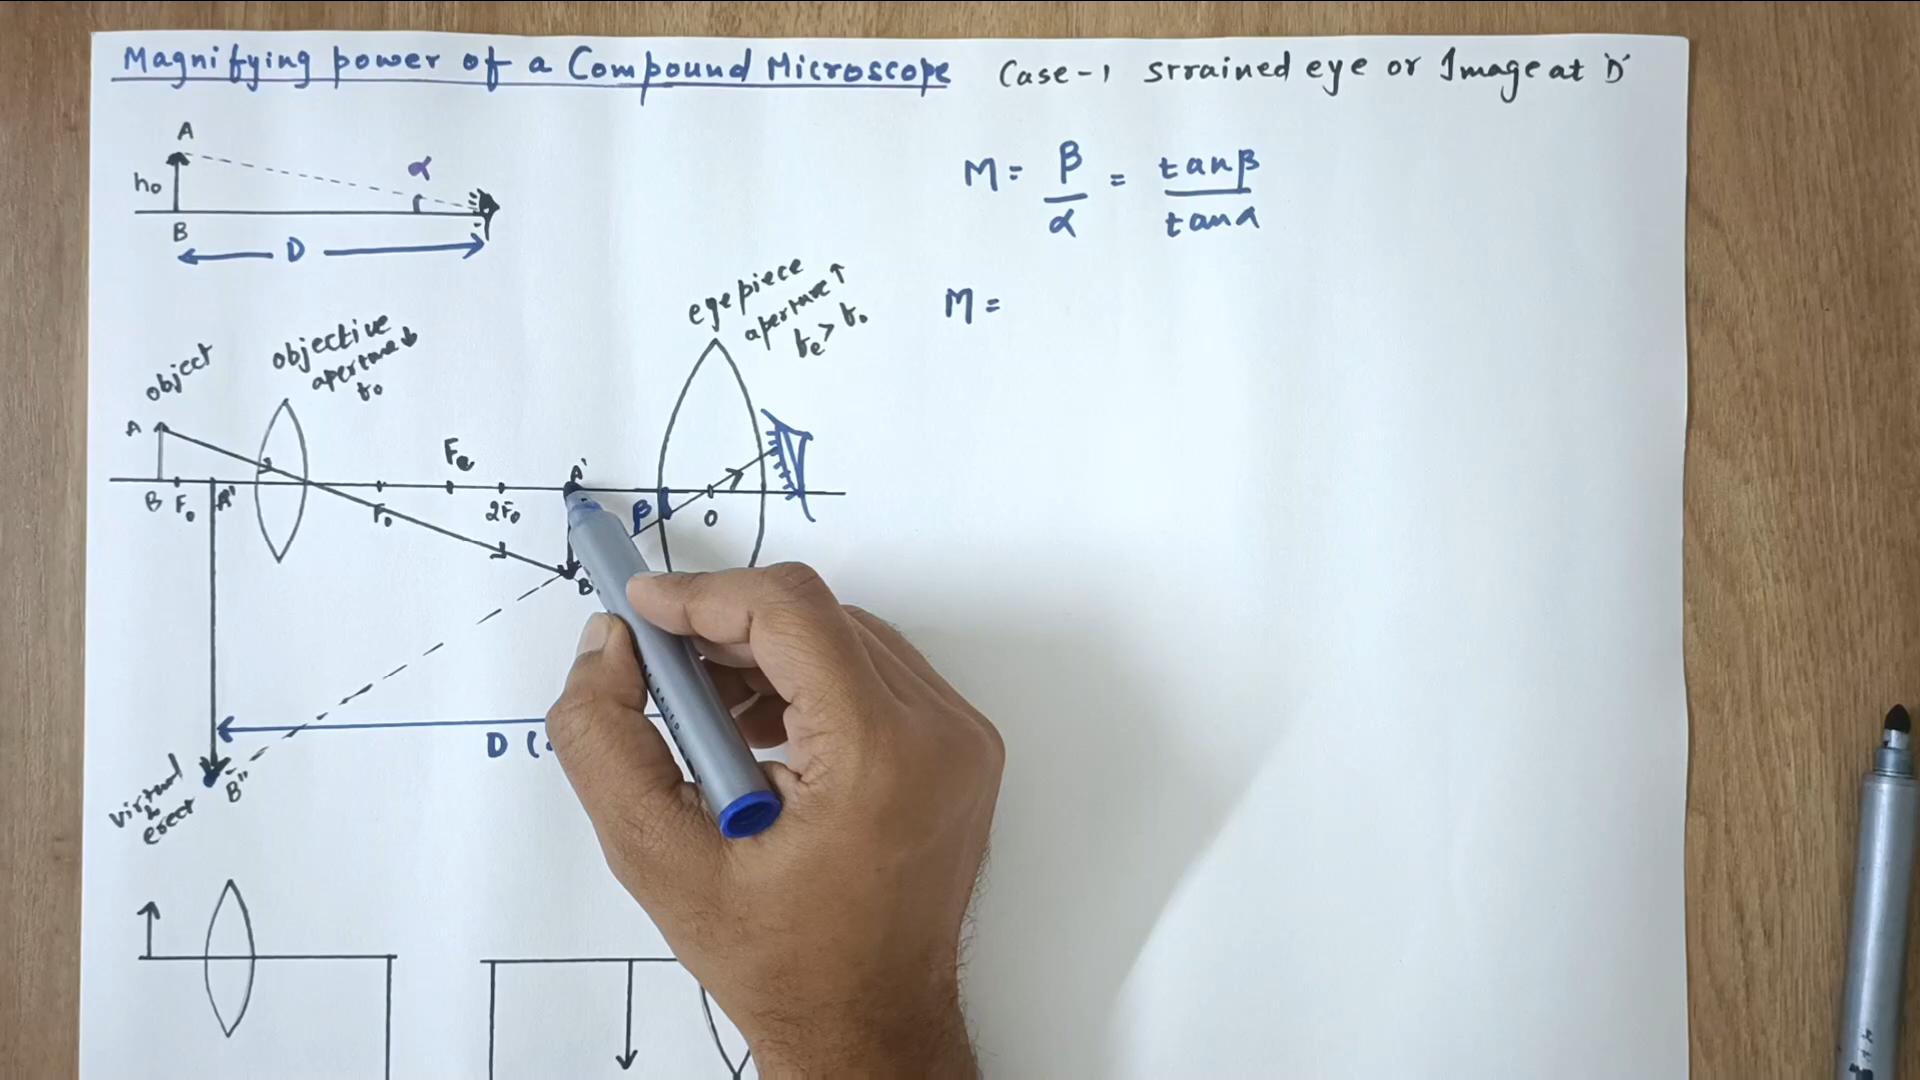 Magnifying power of a Compound Microscope Case-1 strained eye or Image at 'D'
A
α
h₀
B
D
M = β/α = tanβ/tanα
M =
eyepiece
aperture ↑
fe > f₀
objective
aperture ↓
f₀
object
A
Fe
A'
B F₀ A" F₀ 2F₀ β O
B
D (
virtual
&
erect
B"